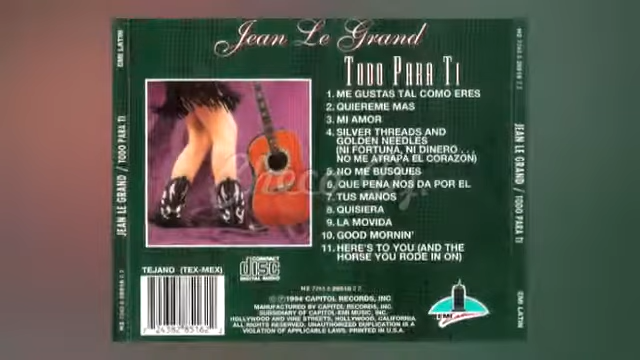 Jean Le Grand
TODO PARA TI
1. ME GUSTAS TAL COMO ERES
2. QUIEREME MAS
3. MI AMOR
4. SILVER THREADS AND
GOLDEN NEEDLES
(NI FORTUNA, NI DINERO . . .
NO ME ATRAPA EL CORAZÓN)
5. NO ME BUSQUES
6. QUE PENA NOS DA POR EL
7. TUS MANOS
8. QUISIERA
9. LA MOVIDA
10. GOOD MORNIN'
11. HERE'S TO YOU (AND THE
HORSE YOU RODE IN ON)
TEJANO (TEX-MEX)
COMPACT
disc
DIGITAL AUDIO
7 24382 85162
©1994 CAPITOL RECORDS, INC
MANUFACTURED BY CAPITOL RECORDS, INC.
SUBSIDIARY OF CAPITOL-EMI MUSIC, INC.
HOLLYWOOD AND VINE STREETS, HOLLYWOOD, CALIFORNIA.
ALL RIGHTS RESERVED. UNAUTHORIZED DUPLICATION IS A
VIOLATION OF APPLICABLE LAWS. PRINTED IN U.S.A.
EMI
EMI LATIN
JEAN LE GRAND / TODO PARA TI
EMI LATIN
JEAN LE GRAND / TODO PARA TI